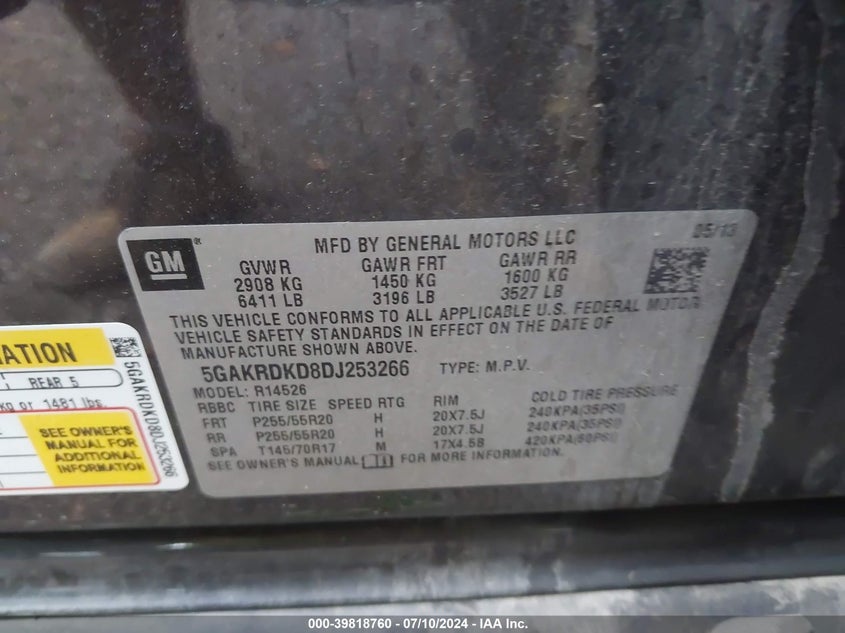 MFD BY GENERAL MOTORS LLC 05/13
GM ®
GVWR GAWR FRT GAWR RR
2908 KG 1450 KG 1600 KG
6411 LB 3196 LB 3527 LB
THIS VEHICLE CONFORMS TO ALL APPLICABLE U.S. FEDERAL MOTOR
VEHICLE SAFETY STANDARDS IN EFFECT ON THE DATE OF
MANUFACTURE SHOWN ABOVE.
5GAKRDKD8DJ253266 TYPE: M.P.V.
MODEL: R14526
RBBC TIRE SIZE SPEED RTG RIM COLD TIRE PRESSURE
FRT P255/55R20 H 20X7.5J 240KPA(35PSI)
RR P255/55R20 H 20X7.5J 240KPA(35PSI)
SPA T145/70R17 M 17X4.5B 420KPA(60PSI)
SEE OWNER'S MANUAL FOR MORE INFORMATION.
REAR 5
kg or 1481 lbs
SEE OWNER'S
MANUAL FOR
ADDITIONAL
INFORMATION
5GAKRDKD8DJ253266
000-39818760 - 07/10/2024 - IAA Inc.